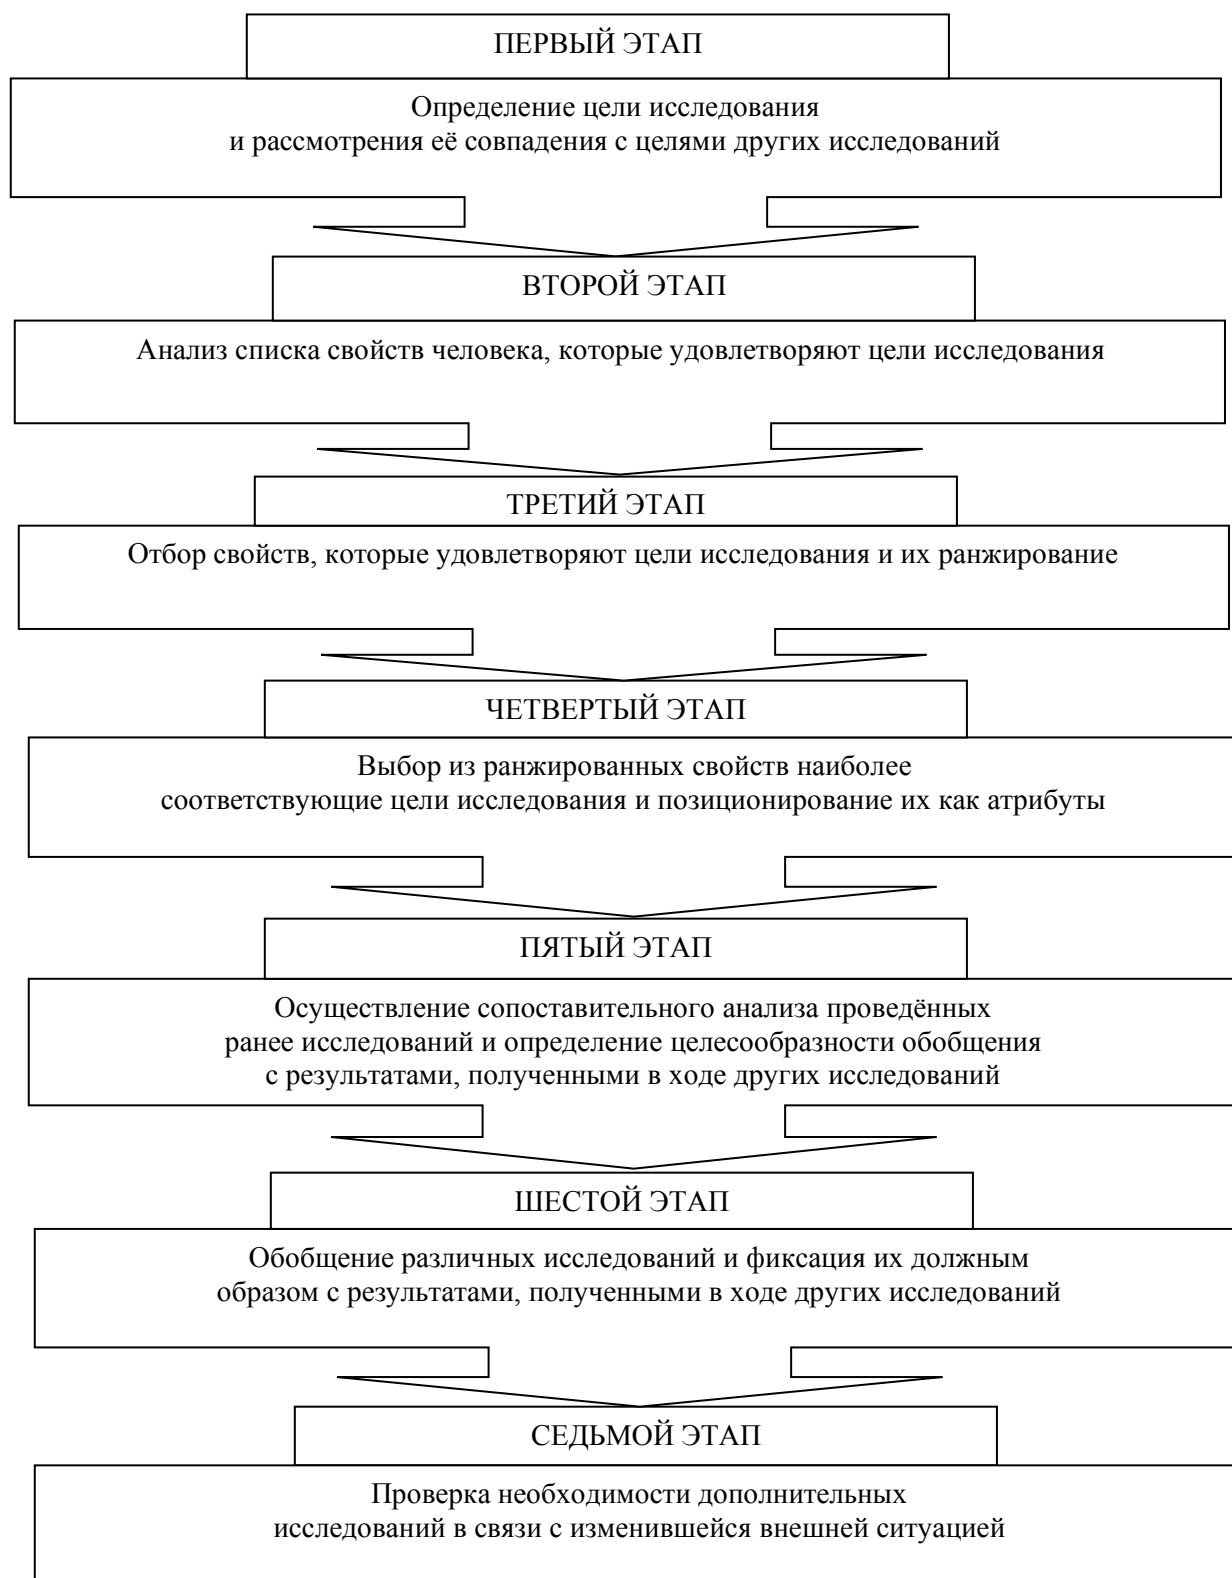 ПЕРВЫЙ ЭТАП
Определение цели исследования
и рассмотрения её совпадения с целями других исследований
ВТОРОЙ ЭТАП
Анализ списка свойств человека, которые удовлетворяют цели исследования
ТРЕТИЙ ЭТАП
Отбор свойств, которые удовлетворяют цели исследования и их ранжирование
ЧЕТВЕРТЫЙ ЭТАП
Выбор из ранжированных свойств наиболее
соответствующие цели исследования и позиционирование их как атрибуты
ПЯТЫЙ ЭТАП
Осуществление сопоставительного анализа проведённых
ранее исследований и определение целесообразности обобщения
с результатами, полученными в ходе других исследований
ШЕСТОЙ ЭТАП
Обобщение различных исследований и фиксация их должным
образом с результатами, полученными в ходе других исследований
СЕДЬМОЙ ЭТАП
Проверка необходимости дополнительных
исследований в связи с изменившейся внешней ситуацией